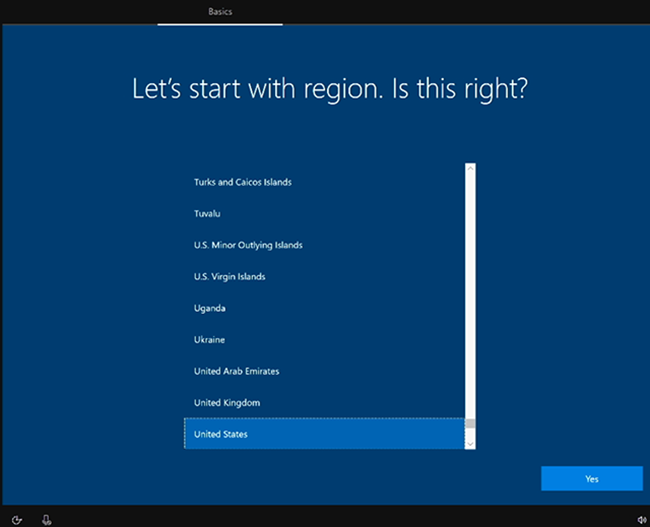 Basics
Let's start with region. Is this right?
Turks and Caicos Islands
Tuvalu
U.S. Minor Outlying Islands
U.S. Virgin Islands
Uganda
Ukraine
United Arab Emirates
United Kingdom
United States
Yes